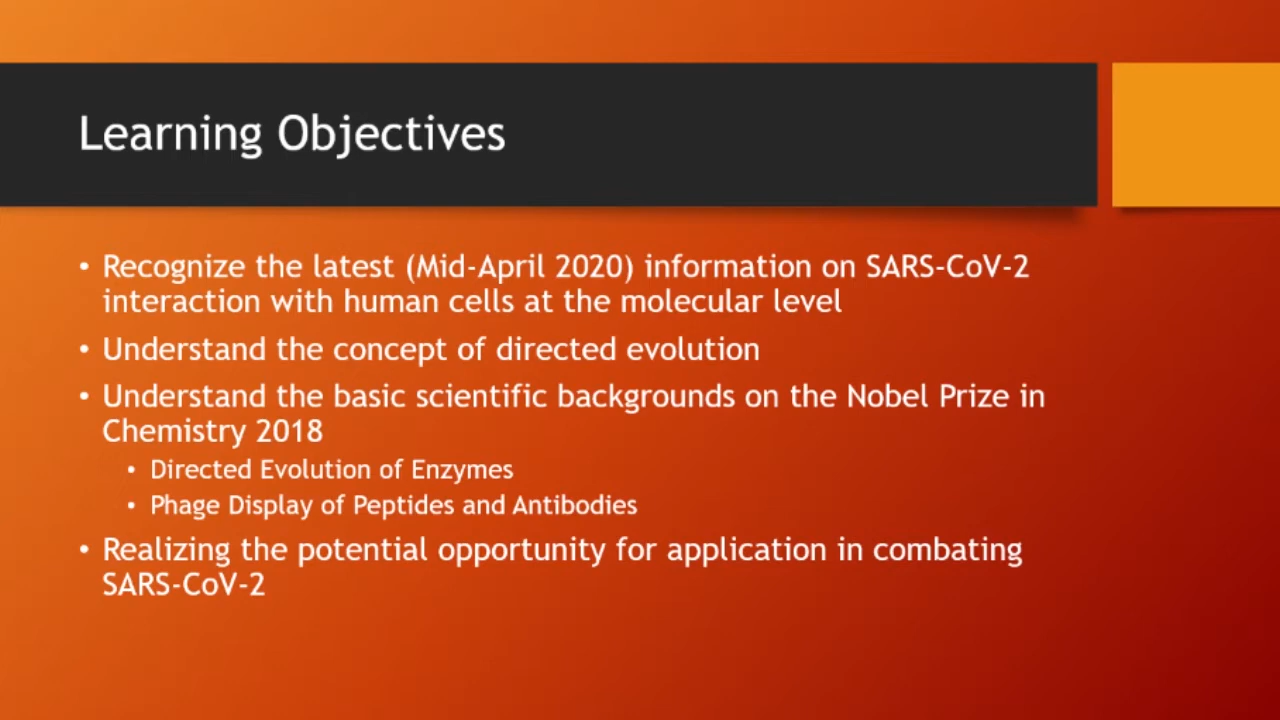 Learning Objectives
• Recognize the latest (Mid-April 2020) information on SARS-CoV-2
interaction with human cells at the molecular level
• Understand the concept of directed evolution
• Understand the basic scientific backgrounds on the Nobel Prize in
Chemistry 2018
• Directed Evolution of Enzymes
• Phage Display of Peptides and Antibodies
• Realizing the potential opportunity for application in combating
SARS-CoV-2